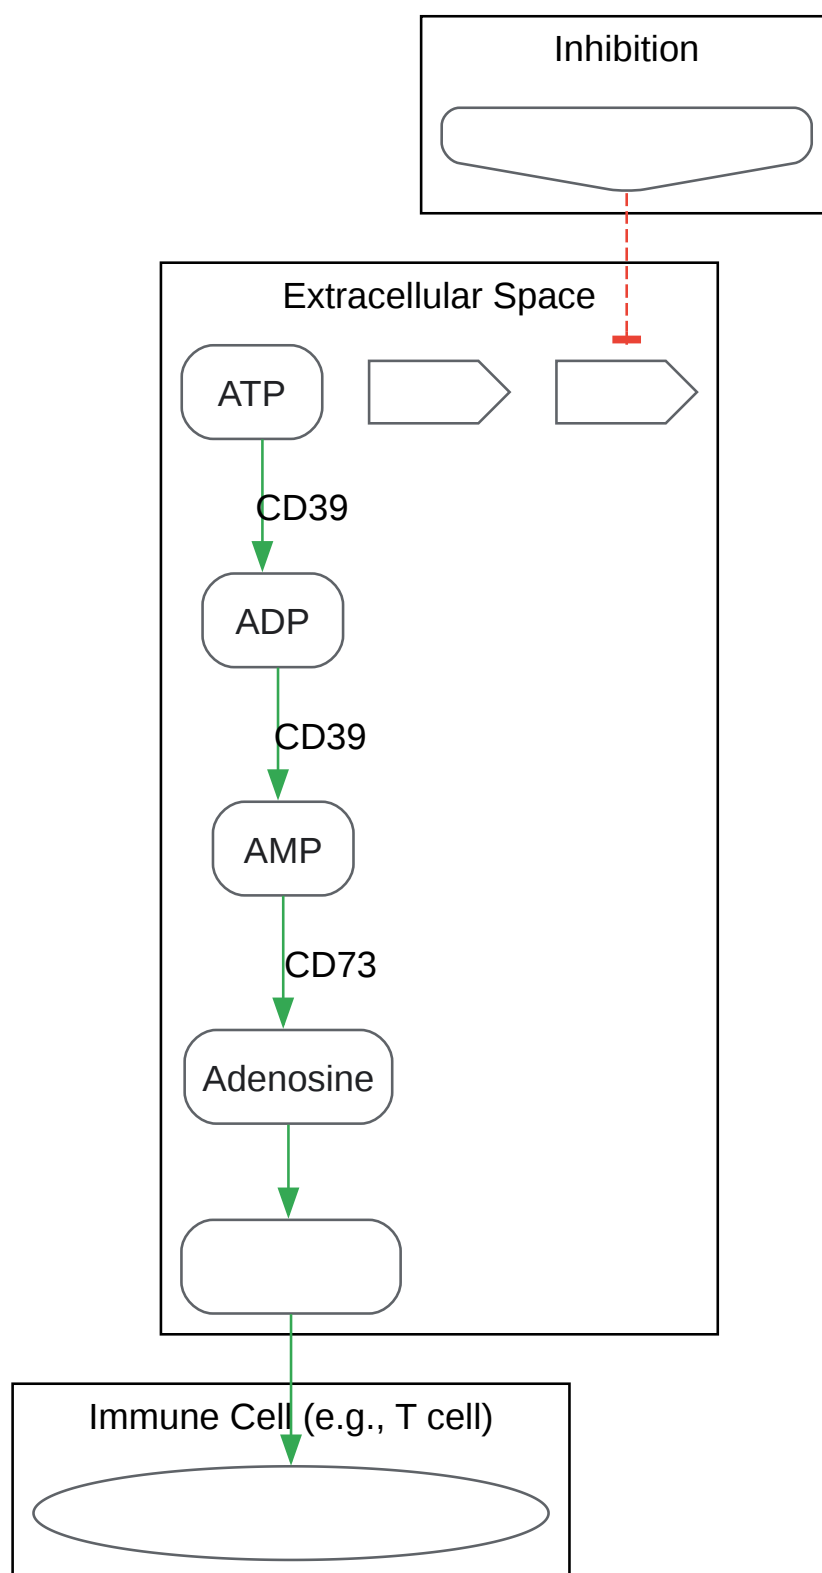 Inhibition
Extracellular Space
ATP
CD39
ADP
CD39
AMP
CD73
Adenosine
Immune Cell (e.g., T cell)